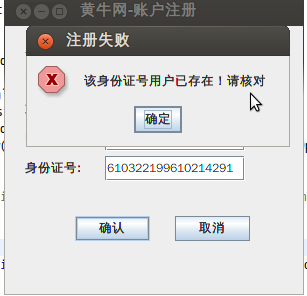 黄牛网-账户注册
注册失败
该身份证号用户已存在！请核对
确定
身份证号:
610322199610214291
确认
取消